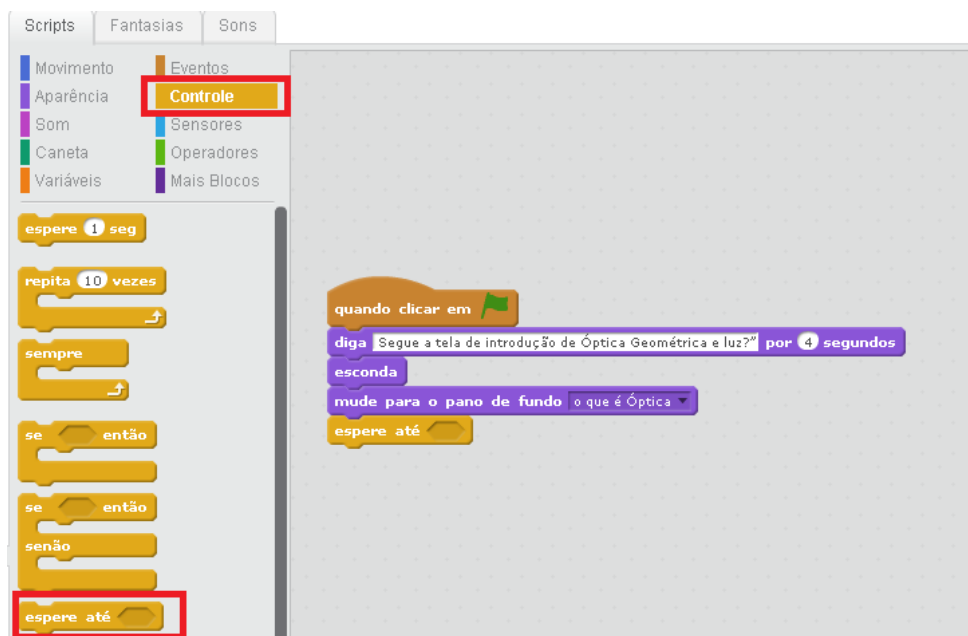 Scripts Fantasias Sons
Movimento Eventos
Aparência Controle
Som Sensores
Caneta Operadores
Variáveis Mais Blocos
espere 1 seg
repita 10 vezes
sempre
se então
se então
senão
espere até
quando clicar em
diga Segue a tela de introdução de Óptica Geométrica e luz?" por 4 segundos
esconda
mude para o pano de fundo o que é Óptica
espere até